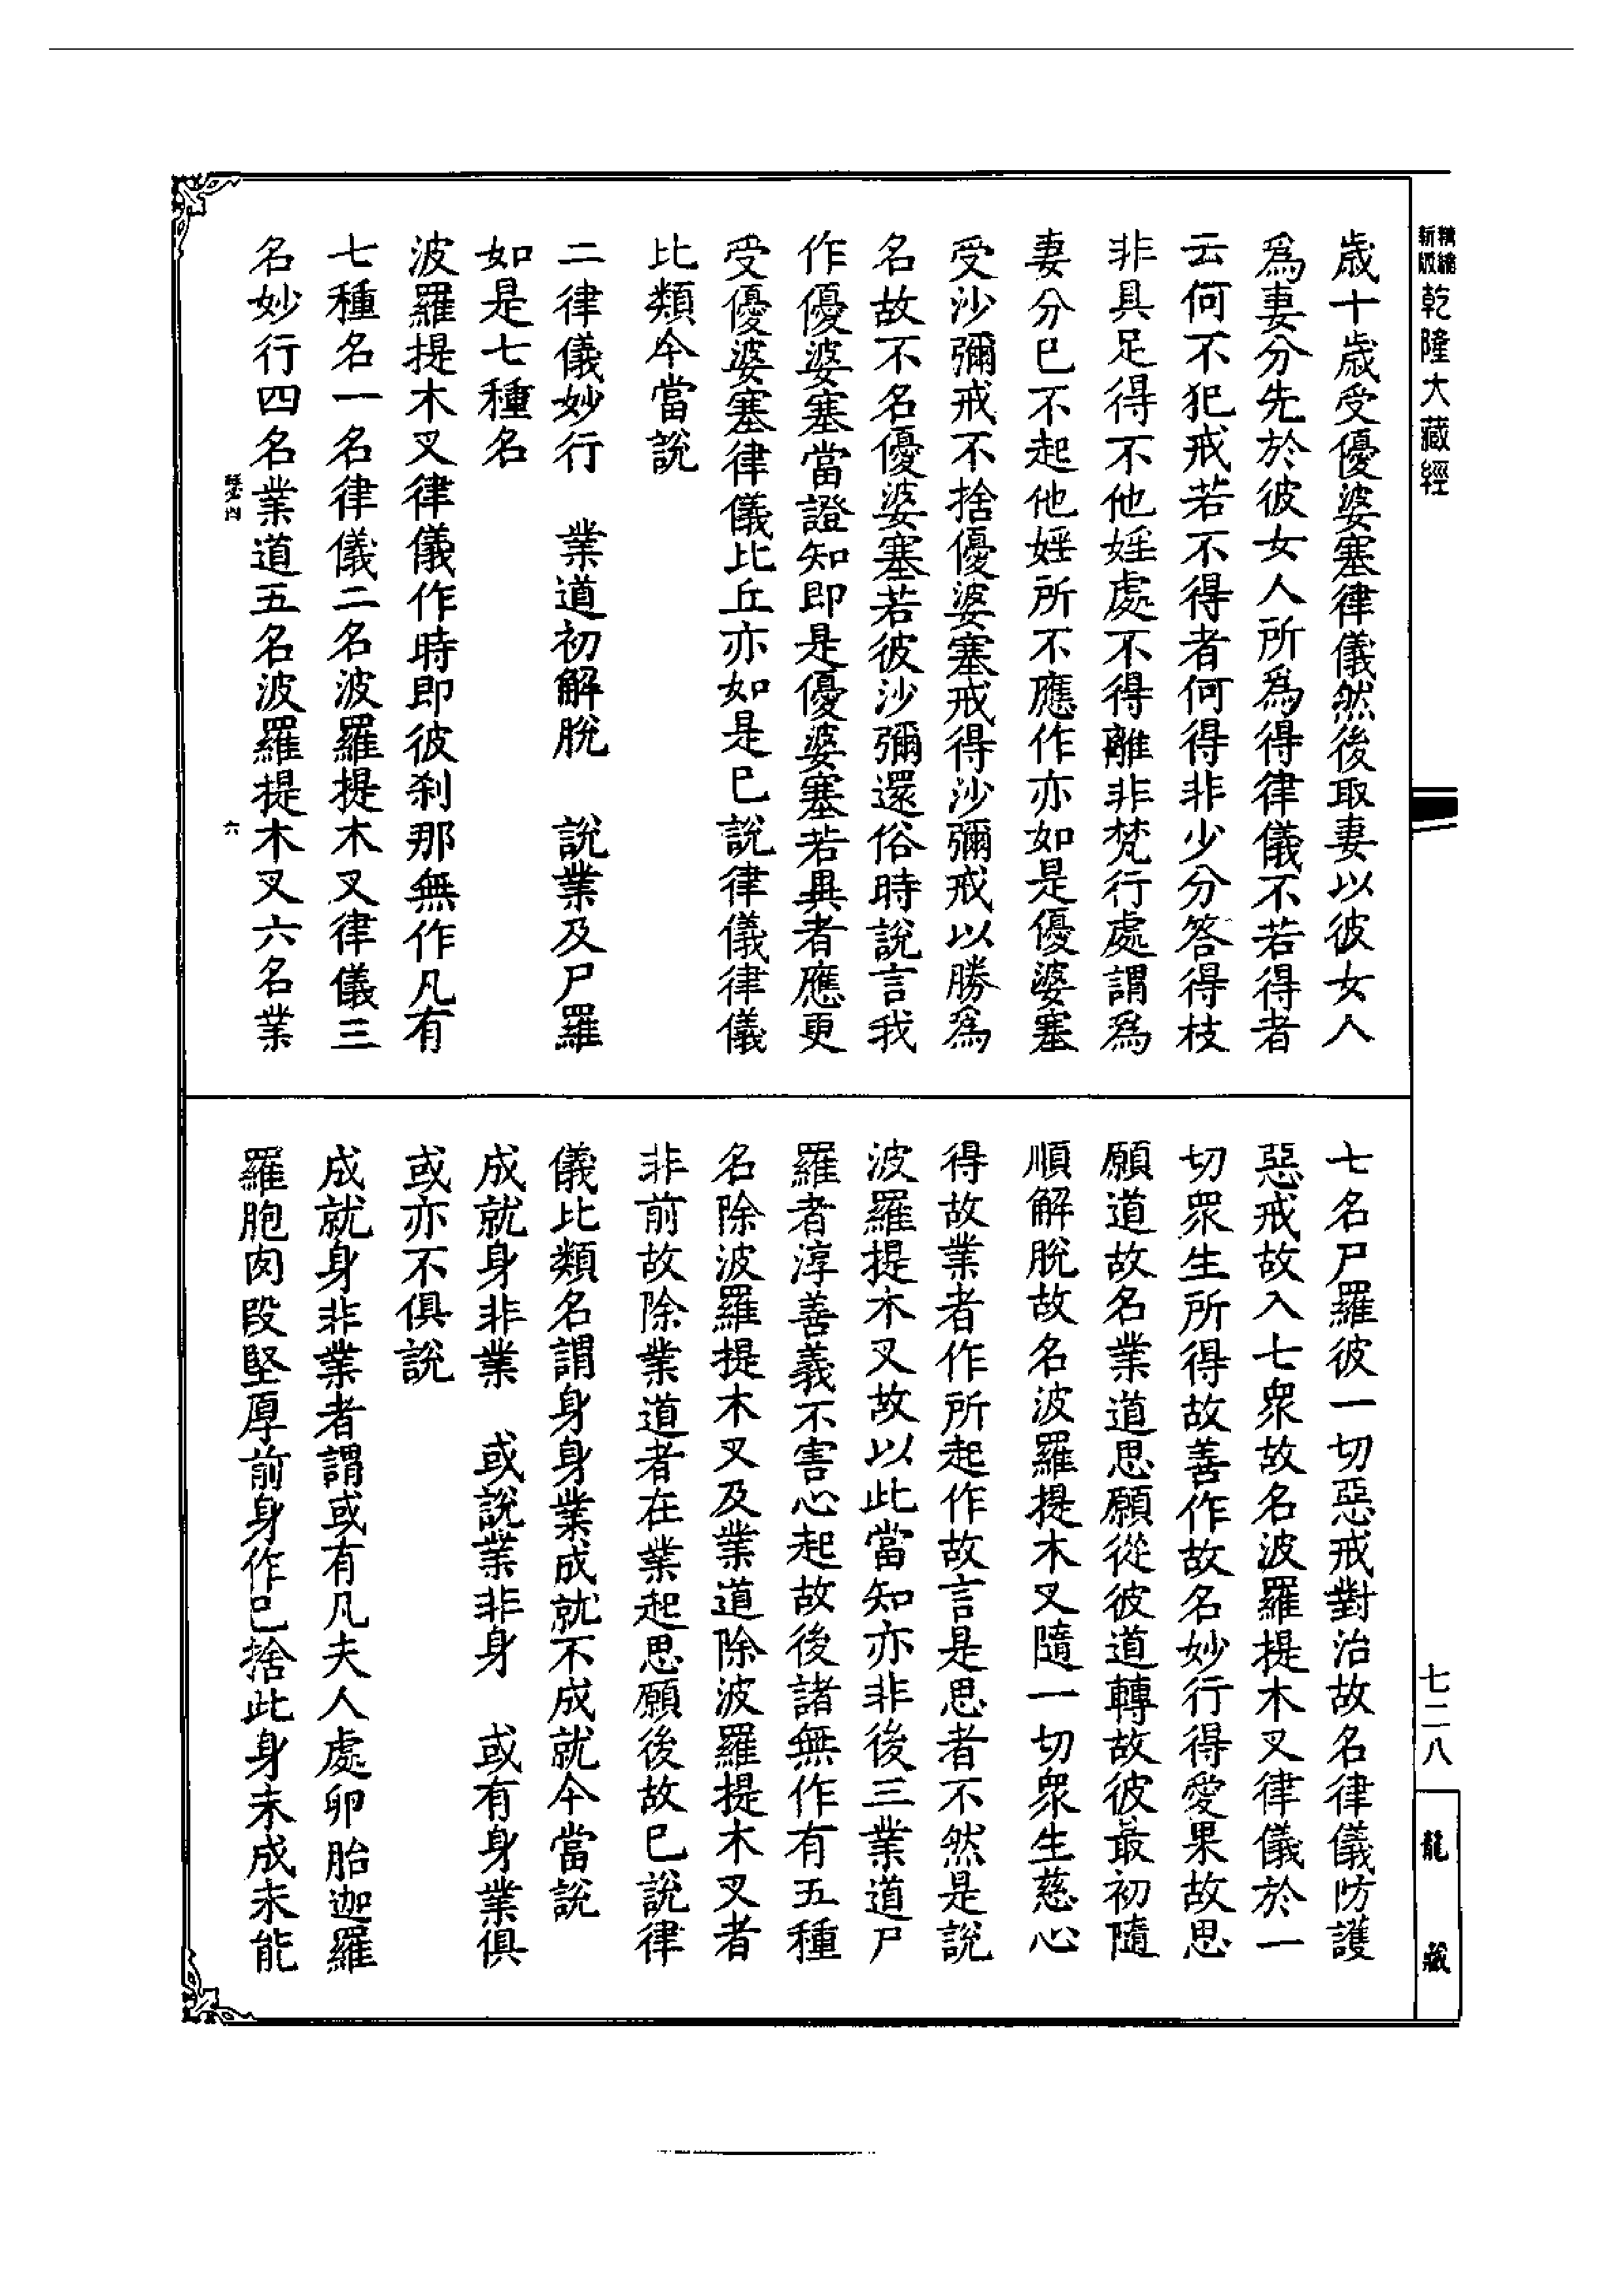 精縮新版乾隆大藏經
歲十歲受優婆塞律儀然後取妻以彼女人
爲妻分先於彼女人所爲得律儀不若得者
云何不犯戒若不得者何得非少分答得枝
非具足得不他婬處不得離非梵行處謂爲
妻分已不起他婬所不應作亦如是優婆塞
受沙彌戒不捨優婆塞戒得沙彌戒以勝爲
名故不名優婆塞若彼沙彌還俗時說言我
作優婆塞當證知即是優婆塞若異者應更
受優婆塞律儀比丘亦如是已說律儀律儀
比類今當說
二律儀妙行　業道初解脫　說業及尸羅
如是七種名
波羅提木叉律儀作時即彼剎那無作凡有
七種名一名律儀二名波羅提木叉律儀三
名妙行四名業道五名波羅提木叉六名業
六
七名尸羅彼一切惡戒對治故名律儀防護
惡戒故入七衆故名波羅提木叉律儀於一
切衆生所得故善作故名妙行得愛果故思
願道故名業道思願從彼道轉故彼最初隨
順解脫故名波羅提木叉隨一切衆生慈心
得故業者作所起作故言是思者不然是說
波羅提木叉故以此當知亦非後三業道尸
羅者淳善義不害心起故後諸無作有五種
名除波羅提木叉及業道除波羅提木叉者
非前故除業道者在業起思願後故已說律
儀比類名謂身身業成就不成就今當說
成就身非業　或說業非身　或有身業俱
或亦不俱說
成就身非業者謂或有凡夫人處卵胎迦羅
羅胞肉段堅厚前身作已捨此身未成未能
七二八
龍藏